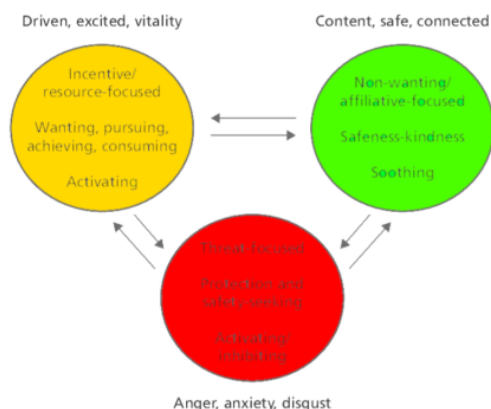 Driven, excited, vitality
Content, safe, connected
Incentive/
resource-focused
Wanting, pursuing,
achieving, consuming
Activating
Non-wanting/
affiliative-focused
Safeness-kindness
Soothing
Threat-focused
Protection and
safety-seeking
Activating/
inhibiting
Anger, anxiety, disgust